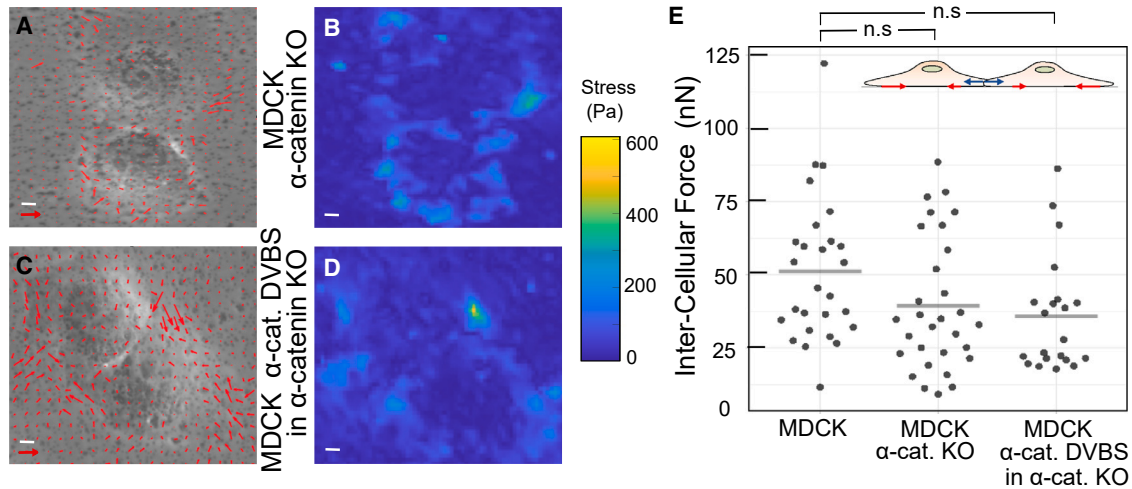 A
MDCK
α-catenin KO
B
C
MDCK α-cat. DVBS
in α-catenin KO
D
Stress
(Pa)
600
400
200
0
E
n.s
n.s
Inter-Cellular Force (nN)
125
100
75
50
25
0
MDCK
MDCK
α-cat. KO
MDCK
α-cat. DVBS
in α-cat. KO